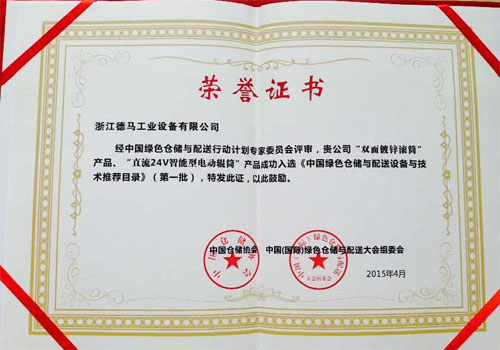 荣誉证书
浙江德马工业设备有限公司
经中国绿色仓储与配送行动计划专家委员会评审，贵公司“双面镀锌滚筒”
产品、“直流24V智能型电动辊筒”产品成功入选《中国绿色仓储与配送设备与技
术推荐目录》（第一批），特发此证，以此鼓励。
中国仓储协会 中国(国际)绿色仓储与配送大会组委会
2015年4月